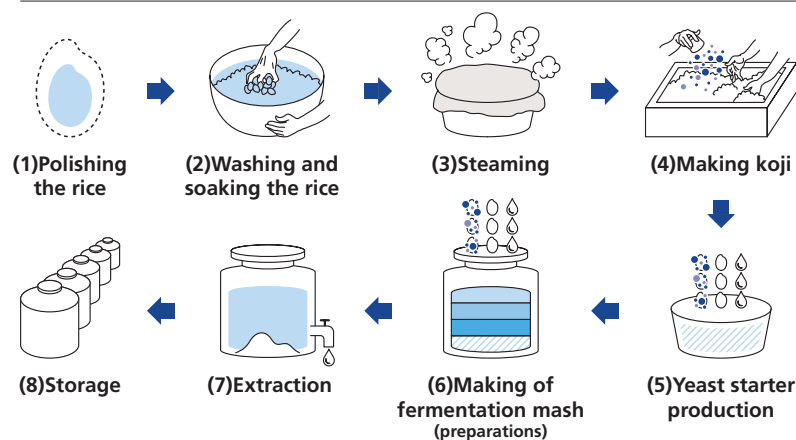 (1)Polishing
the rice
(2)Washing and
soaking the rice
(3)Steaming
(4)Making koji
(5)Yeast starter
production
(6)Making of
fermentation mash
(preparations)
(7)Extraction
(8)Storage